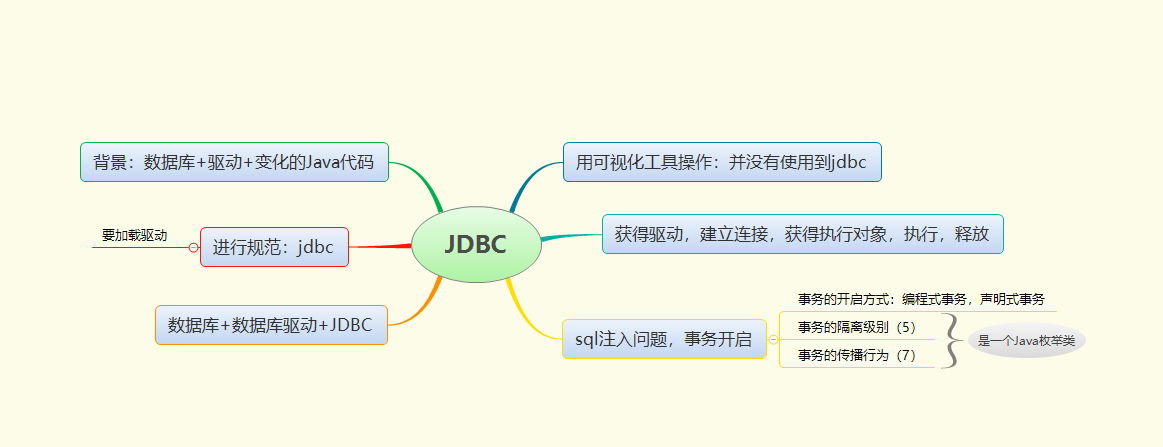 背景：数据库+驱动+变化的Java代码
用可视化工具操作：并没有使用到jdbc
要加载驱动
进行规范：jdbc
JDBC
获得驱动，建立连接，获得执行对象，执行，释放
数据库+数据库驱动+JDBC
sql注入问题，事务开启
事务的开启方式：编程式事务，声明式事务
事务的隔离级别（5）
事务的传播行为（7）
是一个Java枚举类